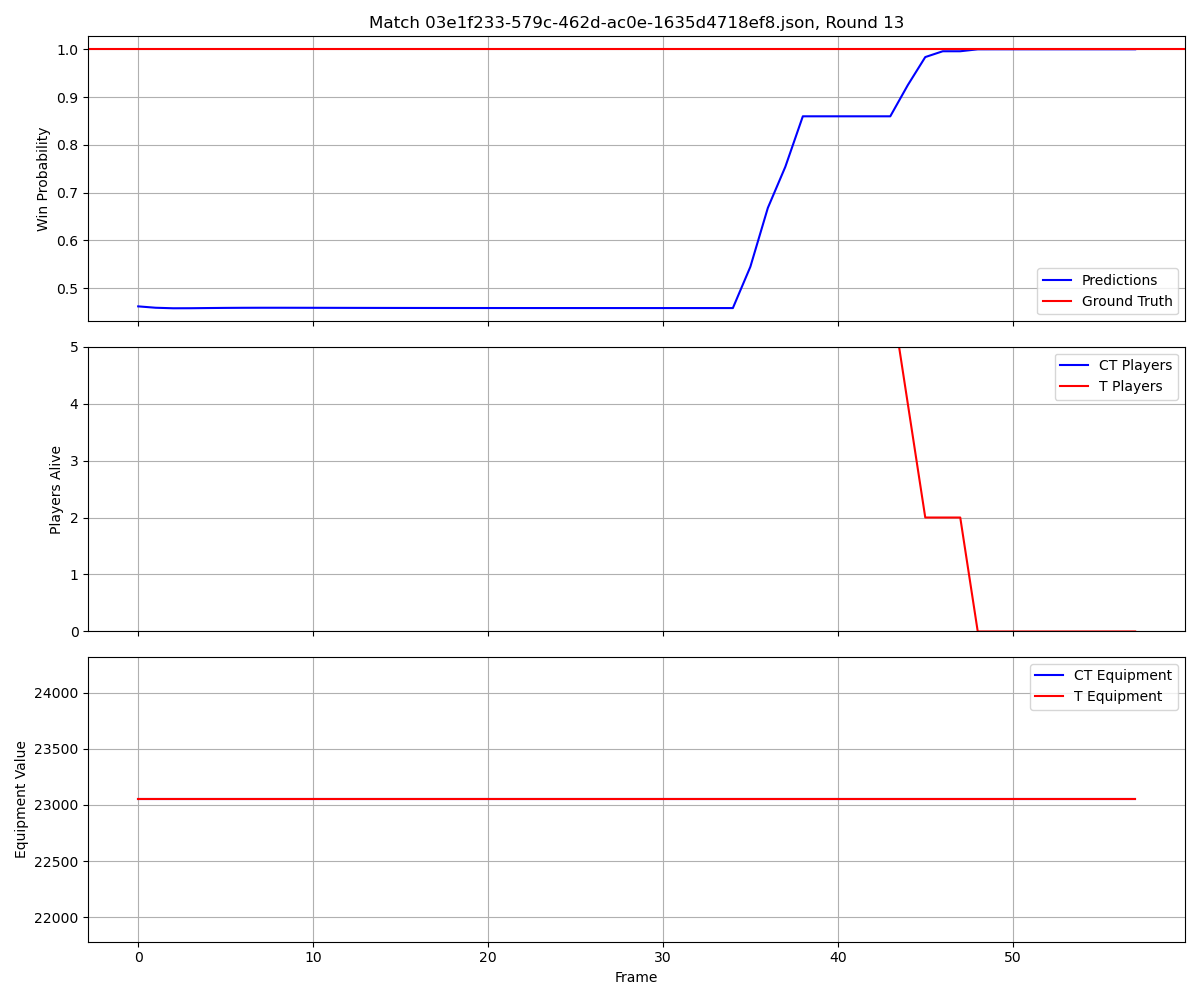 Match 03e1f233-579c-462d-ac0e-1635d4718ef8.json, Round 13
Win Probability
1.0
0.9
0.8
0.7
0.6
0.5
Predictions
Ground Truth
Players Alive
5
4
3
2
1
0
CT Players
T Players
Equipment Value
24000
23500
23000
22500
22000
CT Equipment
T Equipment
0 10 20 30 40 50
Frame